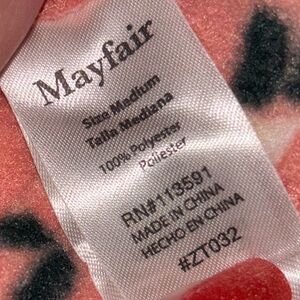 Mayfair
Size Medium
Talla Mediana
100% Polyester
Poliester
RN#113591
MADE IN CHINA
HECHO EN CHINA
#ZT032